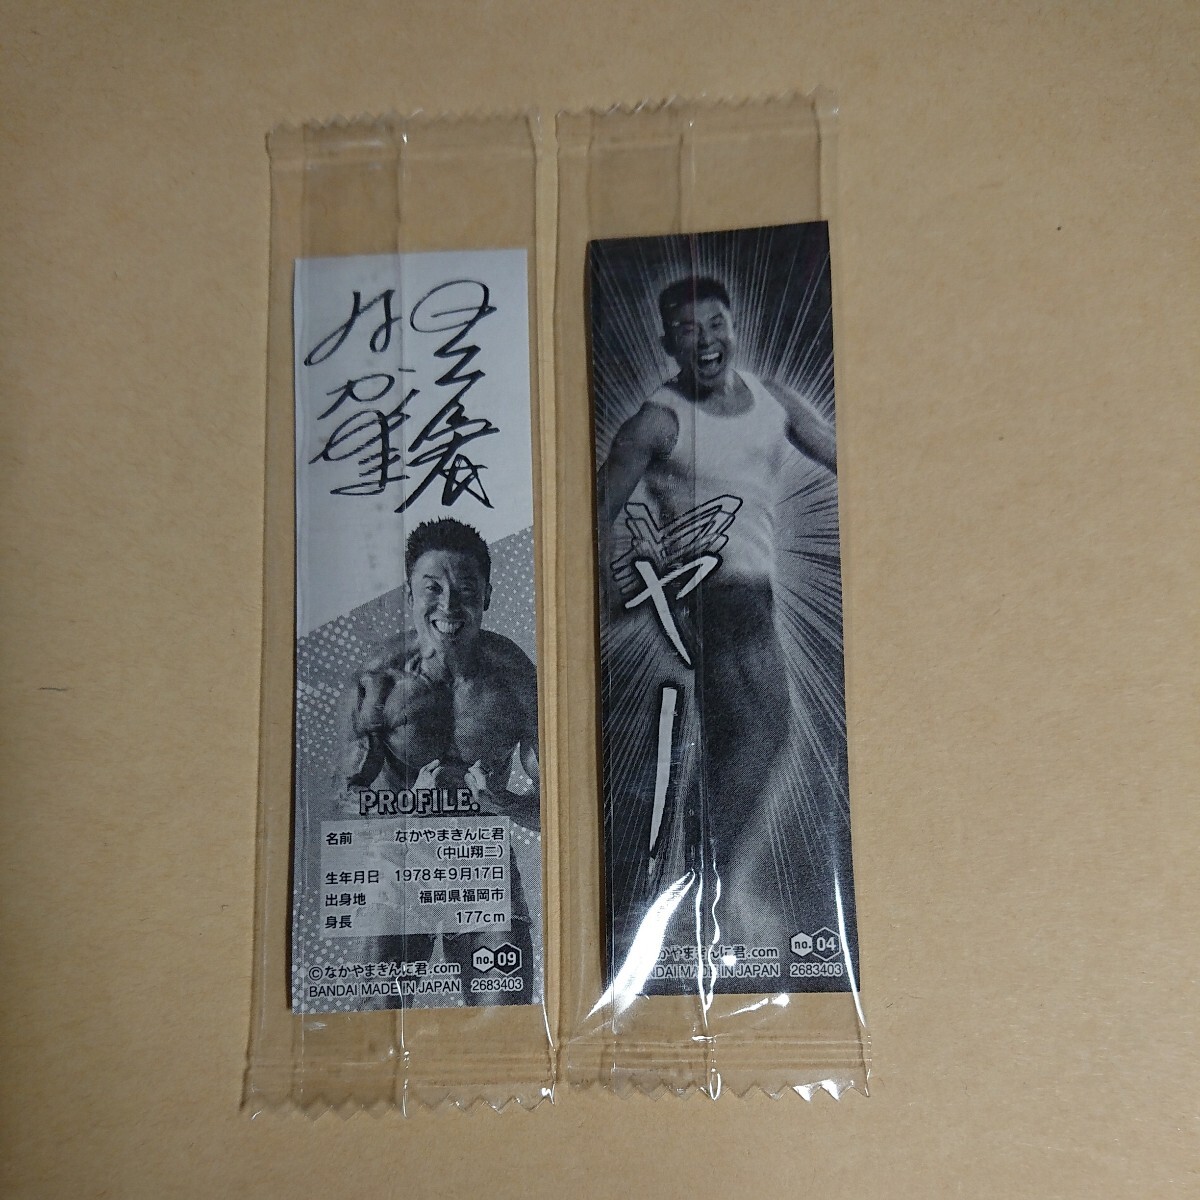 PROFILE.
名前 なかやまきんに君
(中山翔二)
生年月日 1978年9月17日
出身地 福岡県福岡市
身長 177cm
©なかやまきんに君.com no.09
BANDAI MADE IN JAPAN 2683403
ヤー
かやまきんに君.com no.04
BANDAI MADE IN JAPAN 2683403